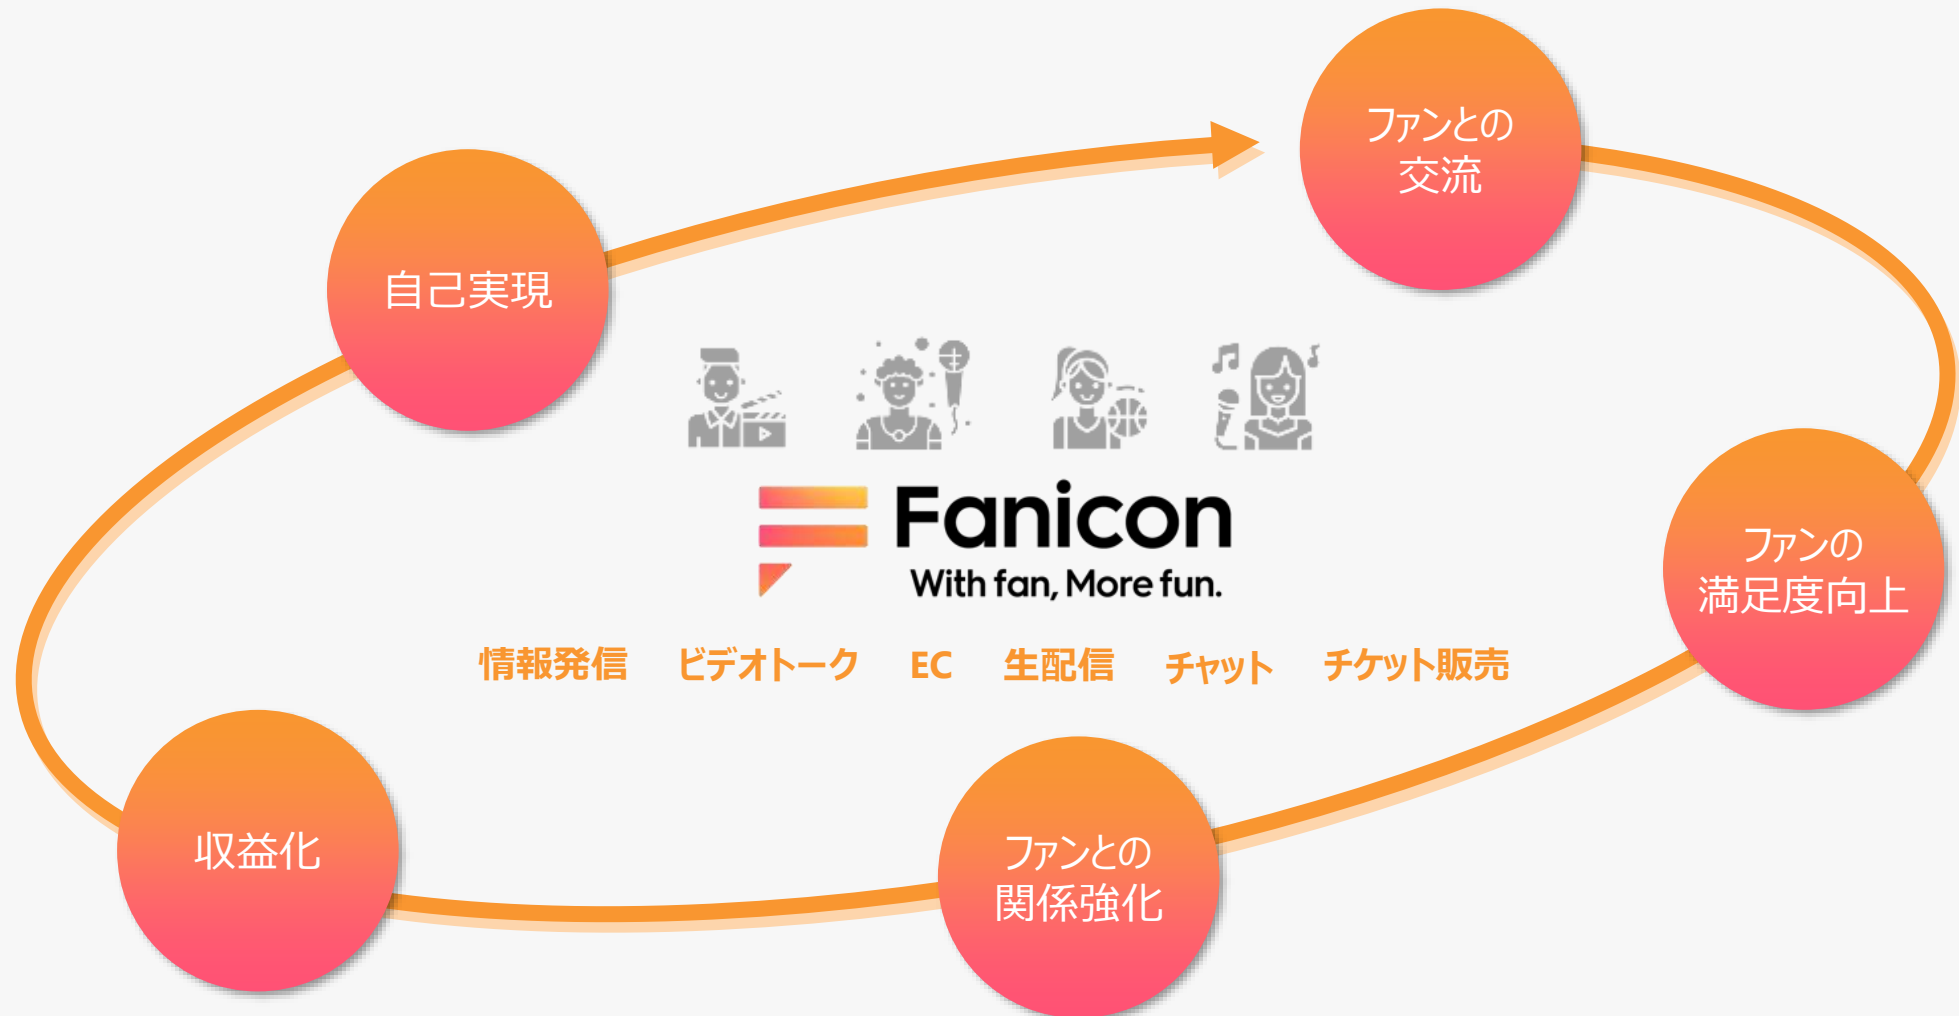 ファンとの
交流
自己実現
Fanicon
With fan, More fun.
ファンの
満足度向上
情報発信 ビデオトーク EC 生配信 チャット チケット販売
収益化
ファンとの
関係強化